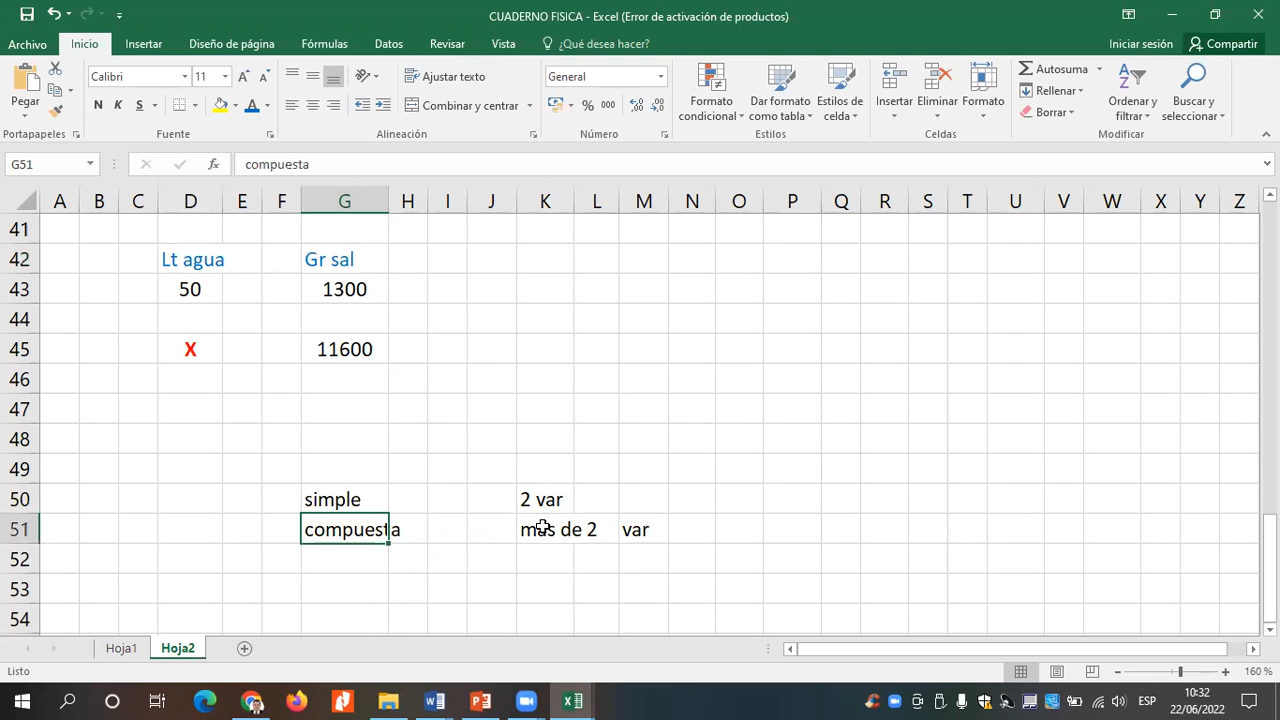 CUADERNO FISICA - Excel (Error de activación de productos)
Archivo Inicio Insertar Diseño de página Fórmulas Datos Revisar Vista ¿Qué desea hacer? Iniciar sesión Compartir
Pegar
Portapapeles
Calibri 11
N K S
Fuente
Ajustar texto
Combinar y centrar
Alineación
General
% 000
Número
Formato condicional
Dar formato como tabla
Estilos de celda
Estilos
Insertar Eliminar Formato
Celdas
Autosuma
Rellenar
Borrar
Ordenar y filtrar
Buscar y seleccionar
Modificar
G51 fx compuesta
A B C D E F G H I J K L M N O P Q R S T U V W X Y Z
41
42 Lt agua Gr sal
43 50 1300
44
45 X 11600
46
47
48
49
50 simple 2 var
51 compuesta mas de 2 var
52
53
54
Hoja1 Hoja2
Listo 160 %
ESP 10:32
22/06/2022